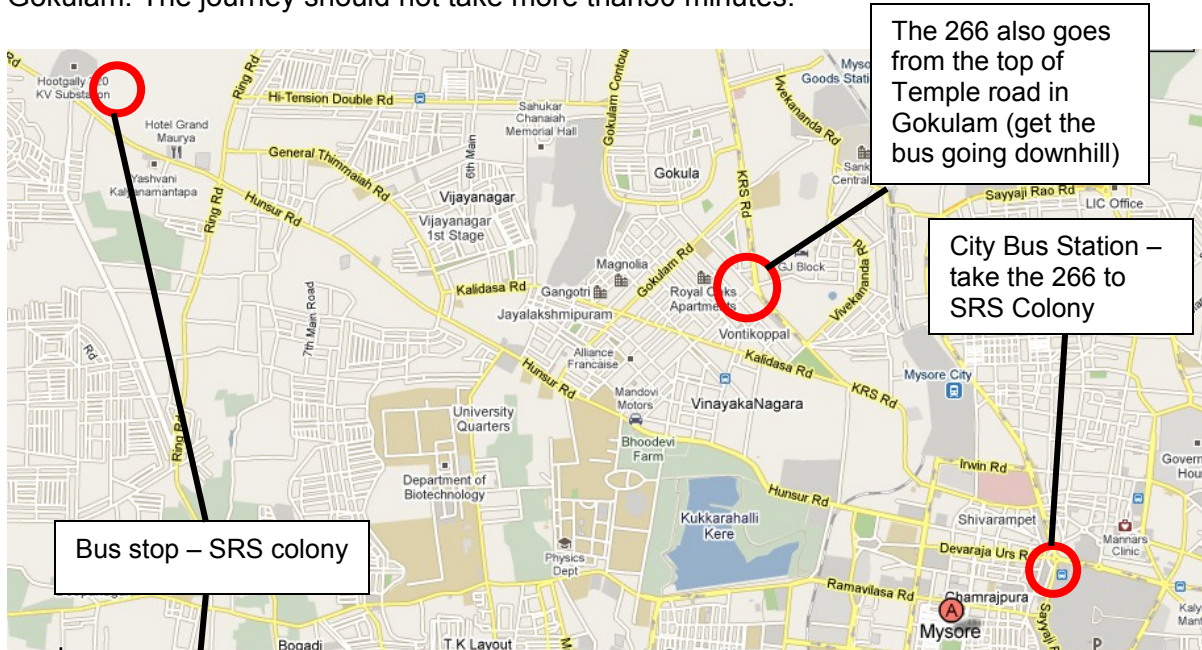 Gokulam. The journey should not take more than30 minutes.
The 266 also goes
from the top of
Temple road in
Gokulam (get the
bus going downhill)
City Bus Station –
take the 266 to
SRS Colony
Bus stop – SRS colony
Hootgally
KV Substation
Hotel Grand
Maurya
Yashvani
Kalyanamantapa
Ring Rd
Hi-Tension Double Rd
General Thimmaiah Rd
6th Main
Sahukar
Chanaiah
Memorial Hall
Gokulam Contour
Gokula
KRS Rd
Goods
Vivekananda Rd
Central
Sayyaji Rao Rd
LIC Office
Ring Rd
Hunsur Rd
Vijayanagar
Vijayanagar
1st Stage
Magnolia
Gokulam Rd
Royal Oaks
Apartments
GJ Block
Vivekananda Rd
Kalidasa Rd
Gangotri
Jayalakshmipuram
Vontikoppal
7th Main Road
Rd
Alliance
Francaise
Kalidasa Rd
KRS Rd
Mysore City
Hunsur Rd
Mandovi
Motors
VinayakaNagara
University
Quarters
Bhoodevi
Farm
Ring Rd
Irwin Rd
Department of
Biotechnology
Hunsur Rd
Kukkarahalli
Kere
Shivarampet
Mannars
Clinic
Devaraja Urs
Physics
Dept
Ramavilasa Rd
Chamrajpura
A
Mysore
Sayyaji
P
Bogadi
T K Layout